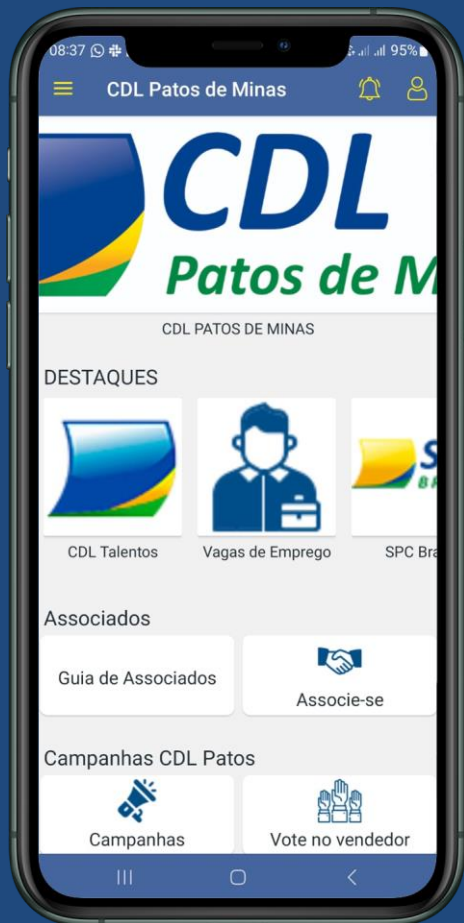 08:37
95%
CDL Patos de Minas
CDL
Patos de M
CDL PATOS DE MINAS
DESTAQUES
CDL Talentos
Vagas de Emprego
SPC Bra
Associados
Guia de Associados
Associe-se
Campanhas CDL Patos
Campanhas
Vote no vendedor